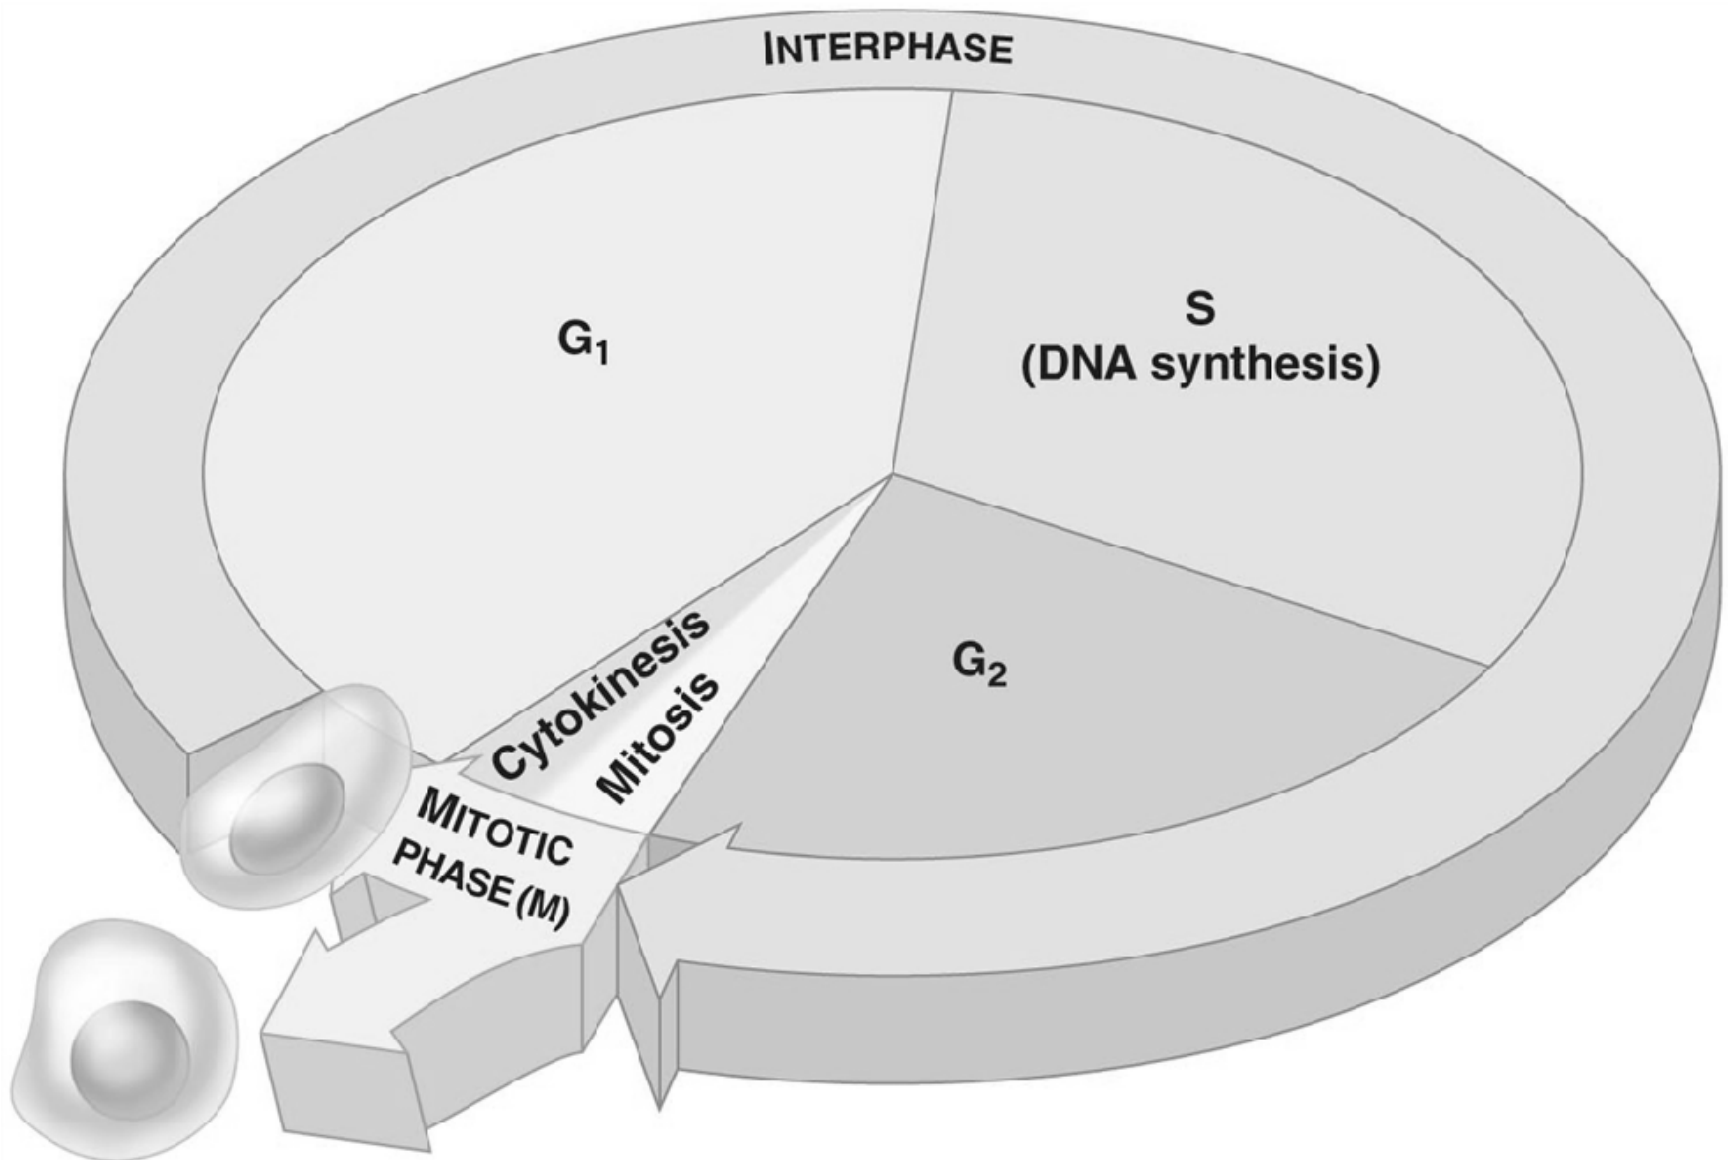 INTERPHASE
G₁
S
(DNA synthesis)
G₂
Cytokinesis
Mitosis
MITOTIC
PHASE (M)